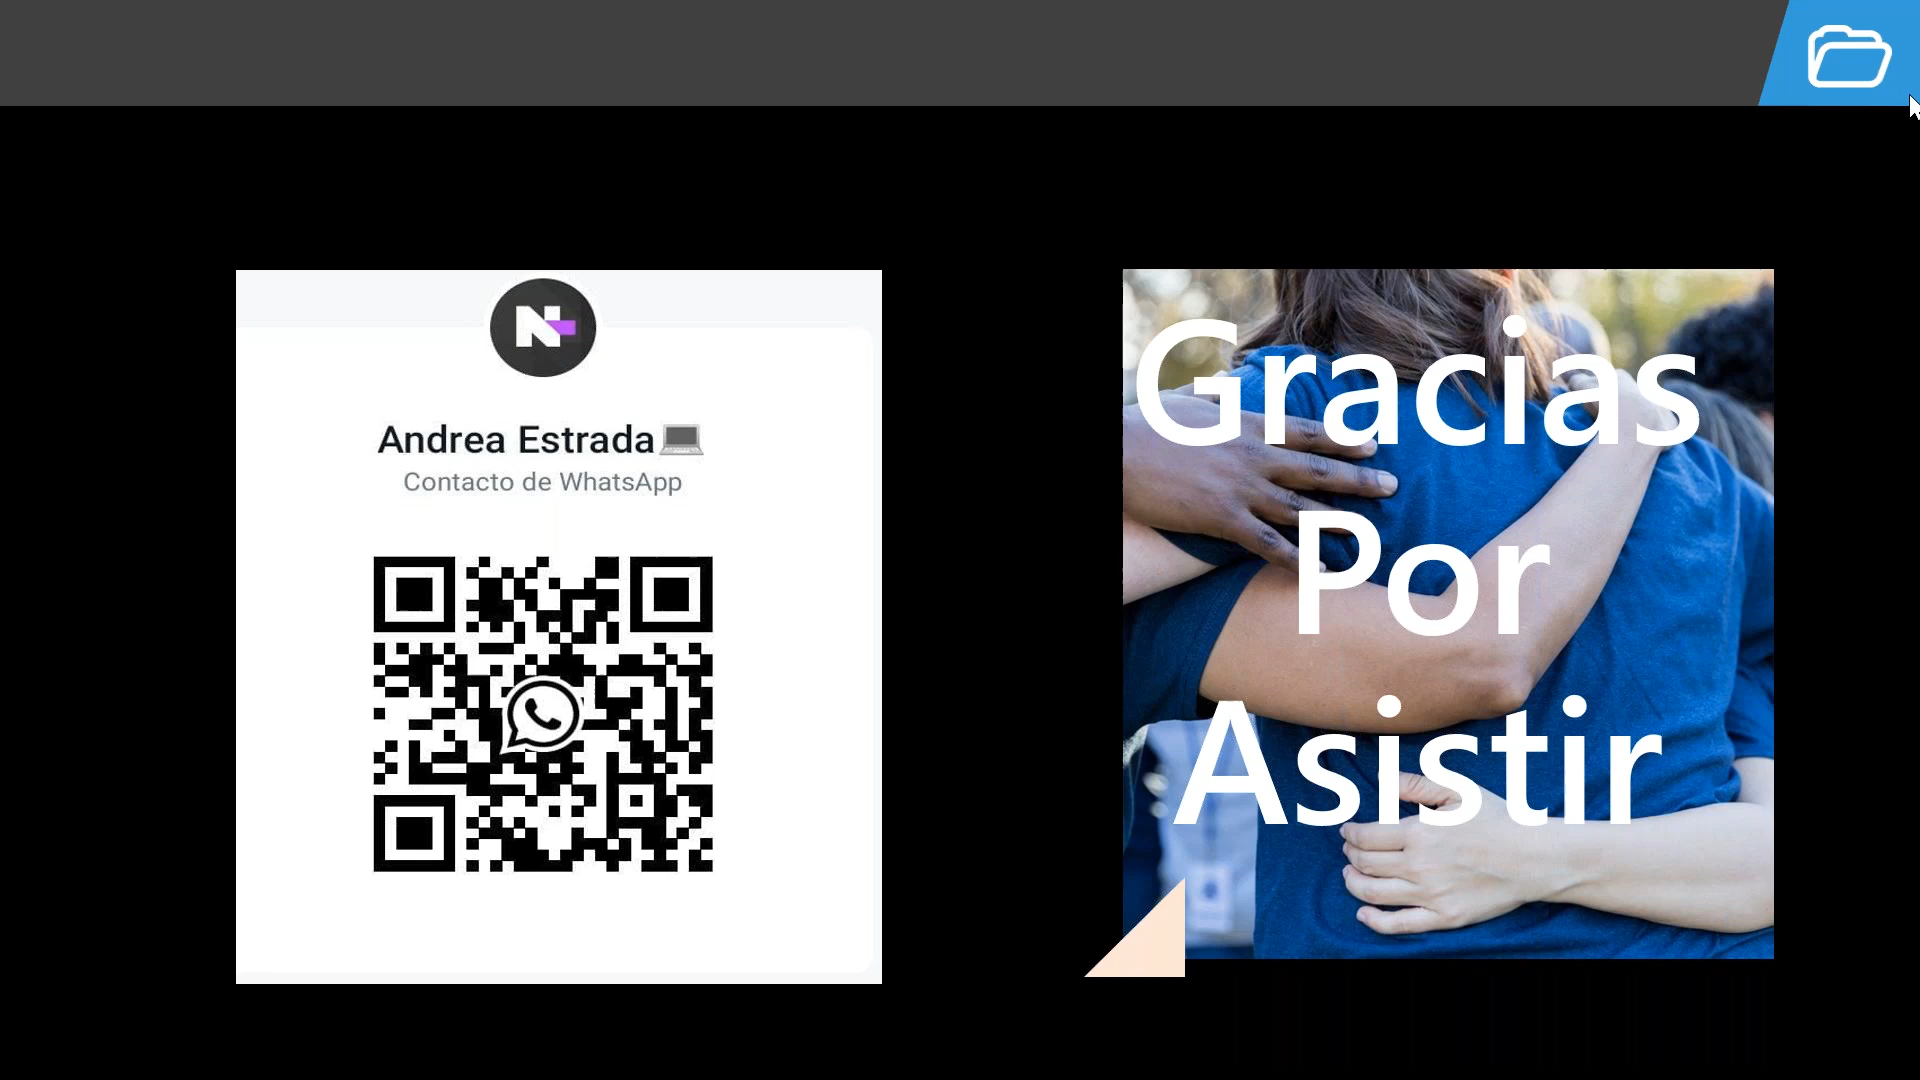 Andrea Estrada💻
Contacto de WhatsApp
Gracias
Por
Asistir